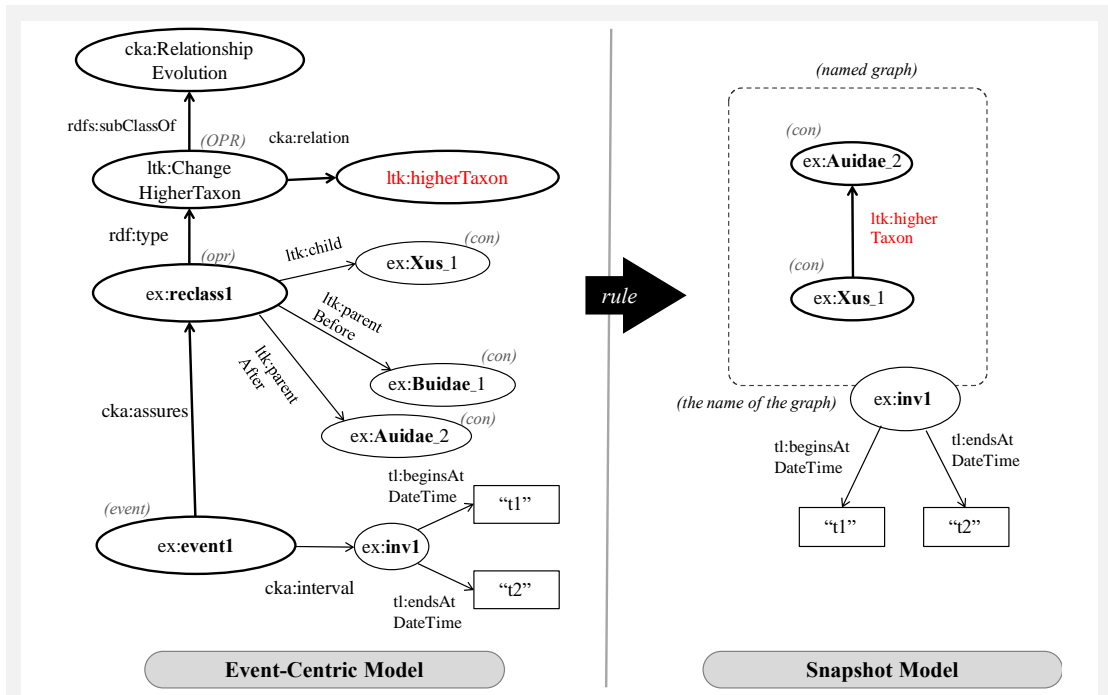 cka:Relationship
Evolution
rdfs:subClassOf
(OPR)
cka:relation
ltk:Change
HigherTaxon
ltk:higherTaxon
rdf:type
(opr)
ltk:child
(con)
ex:Xus_1
ex:reclass1
ltk:parent
Before
ltk:parent
After
(con)
ex:Buidae_1
(con)
ex:Auidae_2
cka:assures
tl:beginsAt
DateTime
"t1"
(event)
ex:event1
ex:inv1
cka:interval
"t2"
tl:endsAt
DateTime
Event-Centric Model
rule
(named graph)
(con)
ex:Auidae_2
ltk:higher
Taxon
(con)
ex:Xus_1
(the name of the graph)
ex:inv1
tl:beginsAt
DateTime
tl:endsAt
DateTime
"t1"
"t2"
Snapshot Model